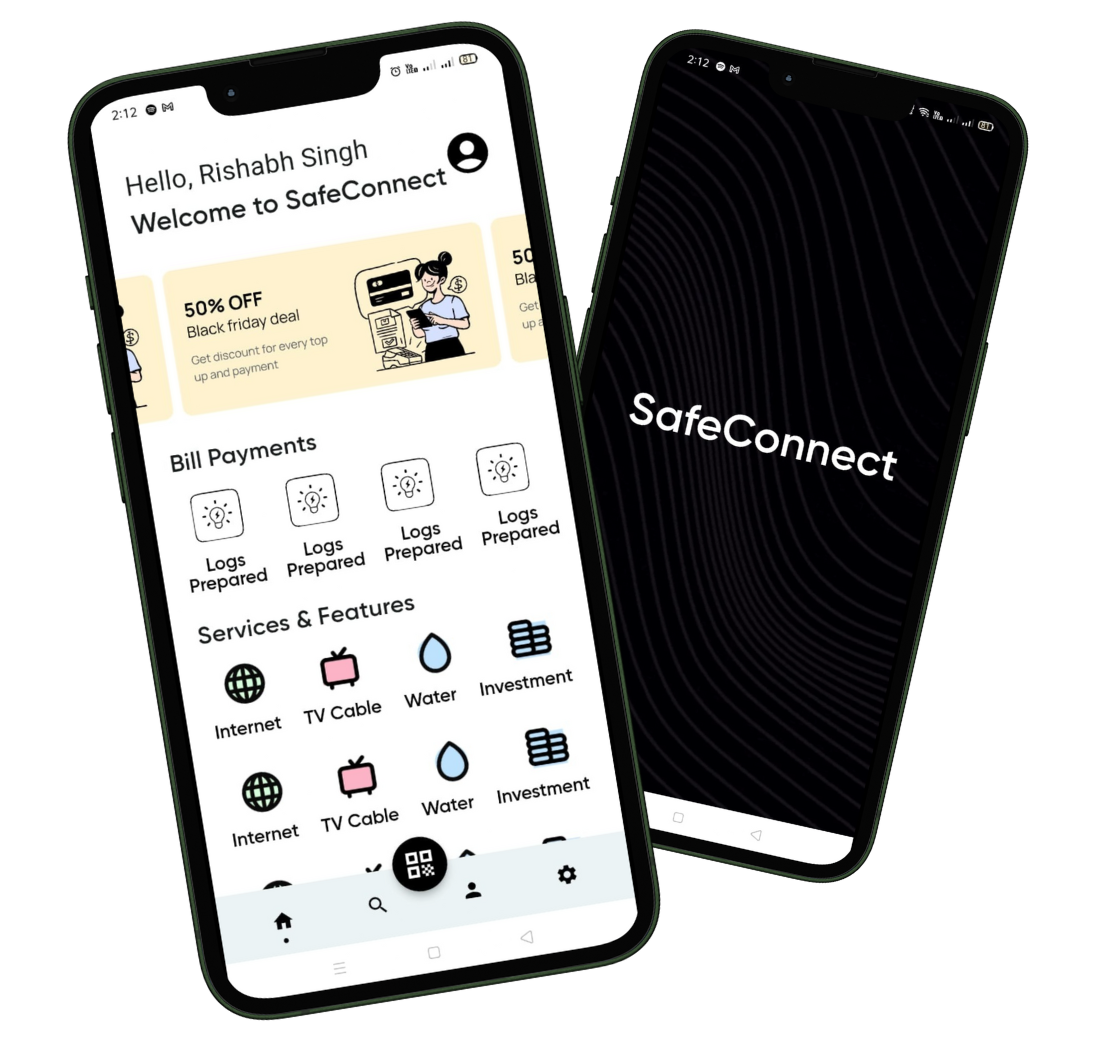 2:12
81
Hello, Rishabh Singh
Welcome to SafeConnect
50% OFF
Black friday deal
Get discount for every top
up and payment
50
Bla
Get
up a
Bill Payments
Logs
Prepared
Logs
Prepared
Logs
Prepared
Logs
Prepared
Services & Features
Internet
TV Cable
Water
Investment
Internet
TV Cable
Water
Investment
2:12
81
SafeConnect